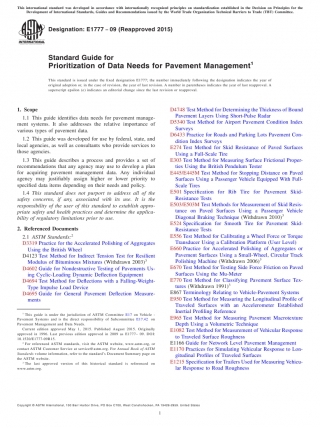 This international standard was developed in accordance with internationally recognized principles on standardization established in the Decision on Principles for the
Development of International Standards, Guides and Recommendations issued by the World Trade Organization Technical Barriers to Trade (TBT) Committee.
Designation: E1777 − 09 (Reapproved 2015)
Standard Guide for
Prioritization of Data Needs for Pavement Management1
This standard is issued under the fixed designation E1777; the number immediately following the designation indicates the year of
original adoption or, in the case of revision, the year of last revision. A number in parentheses indicates the year of last reapproval. A
superscript epsilon (ε) indicates an editorial change since the last revision or reapproval.
1. Scope
1.1 This guide identifies data needs for pavement manage-
ment systems. It also addresses the relative importance of
various types of pavement data.
1.2 This guide was developed for use by federal, state, and
local agencies, as well as consultants who provide services to
those agencies.
1.3 This guide describes a process and provides a set of
recommendations that any agency may use to develop a plan
for acquiring pavement management data. Any individual
agency may justifiably assign higher or lower priority to
specified data items depending on their needs and policy.
1.4 This standard does not purport to address all of the
safety concerns, if any, associated with its use. It is the
responsibility of the user of this standard to establish appro-
priate safety and health practices and determine the applica-
bility of regulatory limitations prior to use.
2. Referenced Documents
2.1 ASTM Standards:2
D3319 Practice for the Accelerated Polishing of Aggregates
Using the British Wheel
D4123 Test Method for Indirect Tension Test for Resilient
Modulus of Bituminous Mixtures (Withdrawn 2003)3
D4602 Guide for Nondestructive Testing of Pavements Us-
ing Cyclic-Loading Dynamic Deflection Equipment
D4694 Test Method for Deflections with a Falling-Weight-
Type Impulse Load Device
D4695 Guide for General Pavement Deflection Measure-
ments
1 This guide is under the jurisdiction of ASTM Committee E17 on Vehicle -
Pavement Systems and is the direct responsibility of Subcommittee E17.42 on
Pavement Management and Data Needs.
Current edition approved May 1, 2015. Published August 2015. Originally
approved in 1996. Last previous edition approved in 2009 as E1777 – 09. DOI:
10.1520/E1777-09R15.
2 For referenced ASTM standards, visit the ASTM website, www.astm.org, or
contact ASTM Customer Service at service@astm.org. For Annual Book of ASTM
Standards volume information, refer to the standard's Document Summary page on
the ASTM website.
3 The last approved version of this historical standard is referenced on
www.astm.org.
D4748 Test Method for Determining the Thickness of Bound
Pavement Layers Using Short-Pulse Radar
D5340 Test Method for Airport Pavement Condition Index
Surveys
D6433 Practice for Roads and Parking Lots Pavement Con-
dition Index Surveys
E274 Test Method for Skid Resistance of Paved Surfaces
Using a Full-Scale Tire
E303 Test Method for Measuring Surface Frictional Proper-
ties Using the British Pendulum Tester
E445/E445M Test Method for Stopping Distance on Paved
Surfaces Using a Passenger Vehicle Equipped With Full-
Scale Tires
E501 Specification for Rib Tire for Pavement Skid-
Resistance Tests
E503/E503M Test Methods for Measurement of Skid Resis-
tance on Paved Surfaces Using a Passenger Vehicle
Diagonal Braking Technique (Withdrawn 2003)3
E524 Specification for Smooth Tire for Pavement Skid-
Resistance Tests
E556 Test Method for Calibrating a Wheel Force or Torque
Transducer Using a Calibration Platform (User Level)
E660 Practice for Accelerated Polishing of Aggregates or
Pavement Surfaces Using a Small-Wheel, Circular Track
Polishing Machine (Withdrawn 2006)3
E670 Test Method for Testing Side Force Friction on Paved
Surfaces Using the Mu-Meter
E770 Test Method for Classifying Pavement Surface Tex-
tures (Withdrawn 1991)3
E867 Terminology Relating to Vehicle-Pavement Systems
E950 Test Method for Measuring the Longitudinal Profile of
Traveled Surfaces with an Accelerometer Established
Inertial Profiling Reference
E965 Test Method for Measuring Pavement Macrotexture
Depth Using a Volumetric Technique
E1082 Test Method for Measurement of Vehicular Response
to Traveled Surface Roughness
E1166 Guide for Network Level Pavement Management
E1170 Practices for Simulating Vehicular Response to Lon-
gitudinal Profiles of Traveled Surfaces
E1215 Specification for Trailers Used for Measuring Vehicu-
lar Response to Road Roughness
Copyright © ASTM International, 100 Barr Harbor Drive, PO Box C700, West Conshohocken, PA 19428-2959. United States
1